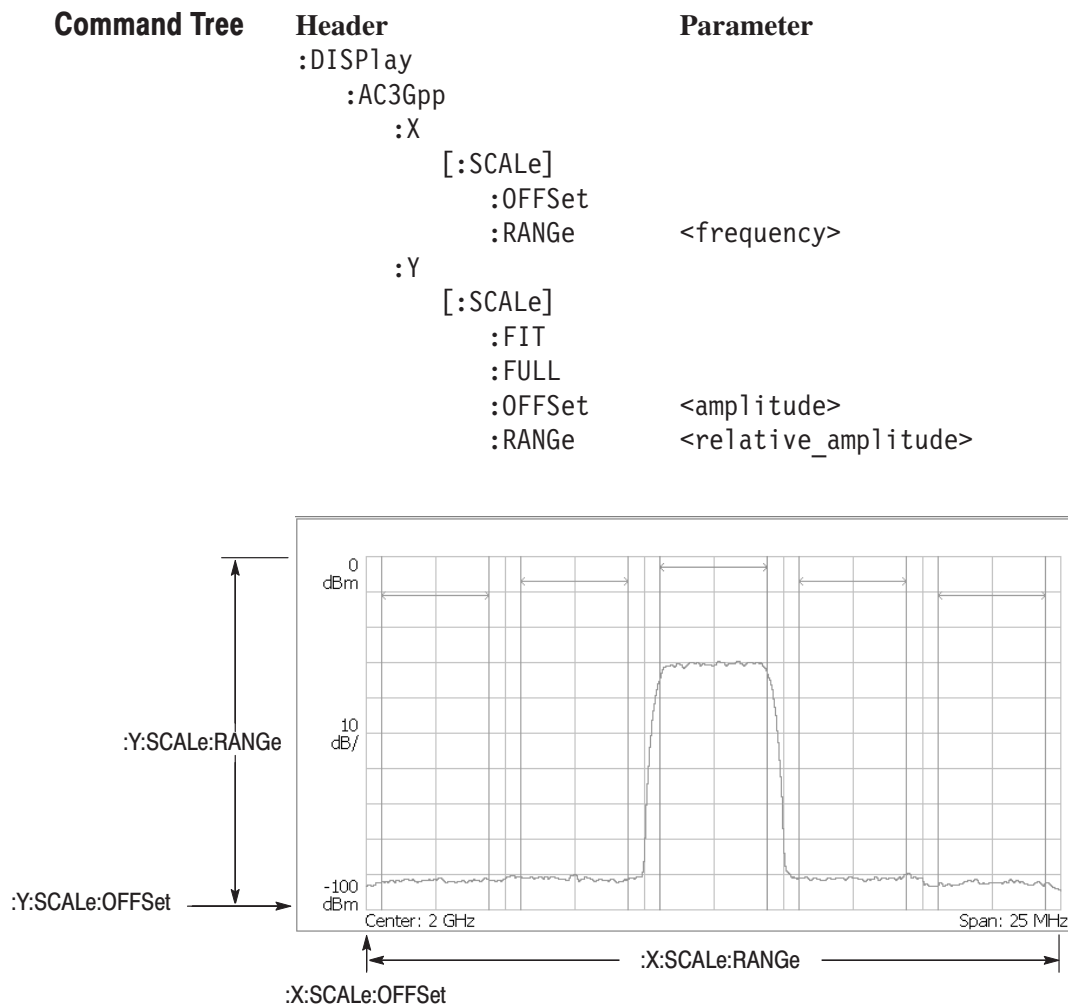 Command Tree Header Parameter
:DISPlay
:AC3Gpp
:X
[:SCALe]
:OFFSet
:RANGe <frequency>
:Y
[:SCALe]
:FIT
:FULL
:OFFSet <amplitude>
:RANGe <relative_amplitude>
0
dBm
:Y:SCALe:RANGe
10
dB/
-100
dBm
:Y:SCALe:OFFSet
Center: 2 GHz Span: 25 MHz
:X:SCALe:RANGe
:X:SCALe:OFFSet